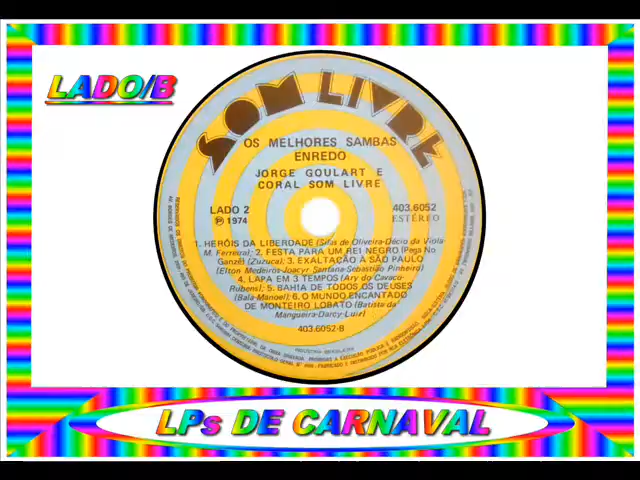 LADO/B
SOM LIVRE
OS MELHORES SAMBAS
ENREDO
JORGE GOULART E
CORAL SOM LIVRE
LADO 2
℗ 1974
403.6052
ESTÉREO
1. HERÓIS DA LIBERDADE (Silas de Oliveira-Décio da Viola-
M. Ferreira); 2. FESTA PARA UM REI NEGRO (Pega No
Ganzê) (Zuzuca); 3. EXALTAÇÃO A SÃO PAULO
(Elton Medeiros-Joacyr Santana-Sebastião Pinheiro)
4. LAPA EM 3 TEMPOS (Ary do Cavaco-
Rubens); 5. BAHIA DE TODOS OS DEUSES
(Bala-Manoel); 6. O MUNDO ENCANTADO
DE MONTEIRO LOBATO (Batista da
Mangueira-Darcy-Luiz)
403.6052-B
INDÚSTRIA BRASILEIRA
LPs DE CARNAVAL